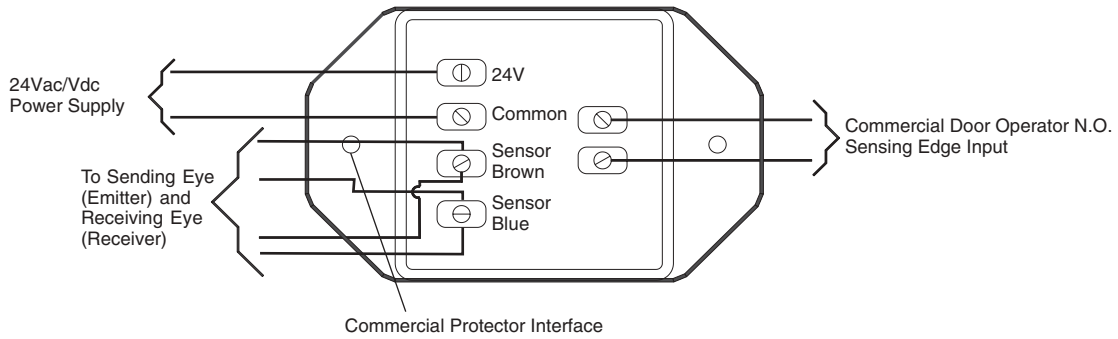 24Vac/Vdc
Power Supply
24V
Common
Sensor
Brown
Sensor
Blue
To Sending Eye
(Emitter) and
Receiving Eye
(Receiver)
Commercial Door Operator N.O.
Sensing Edge Input
Commercial Protector Interface